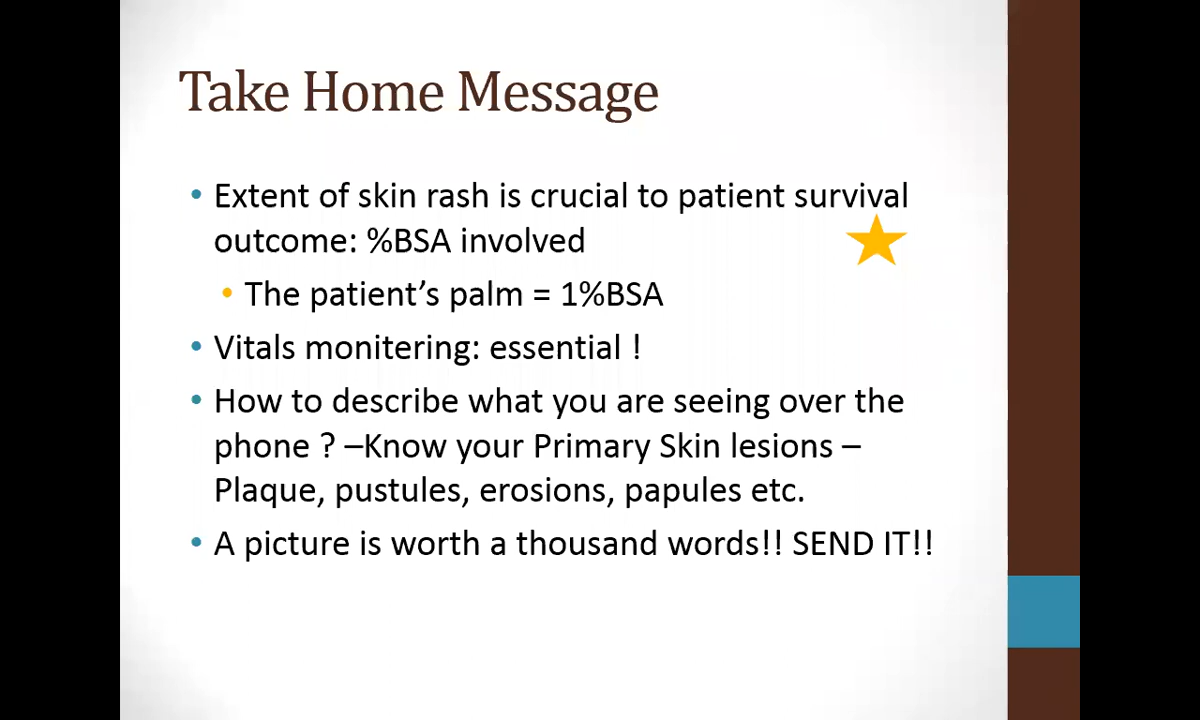 Take Home Message
• Extent of skin rash is crucial to patient survival
outcome: %BSA involved
• The patient’s palm = 1%BSA
• Vitals monitering: essential !
• How to describe what you are seeing over the
phone ? –Know your Primary Skin lesions –
Plaque, pustules, erosions, papules etc.
• A picture is worth a thousand words!! SEND IT!!